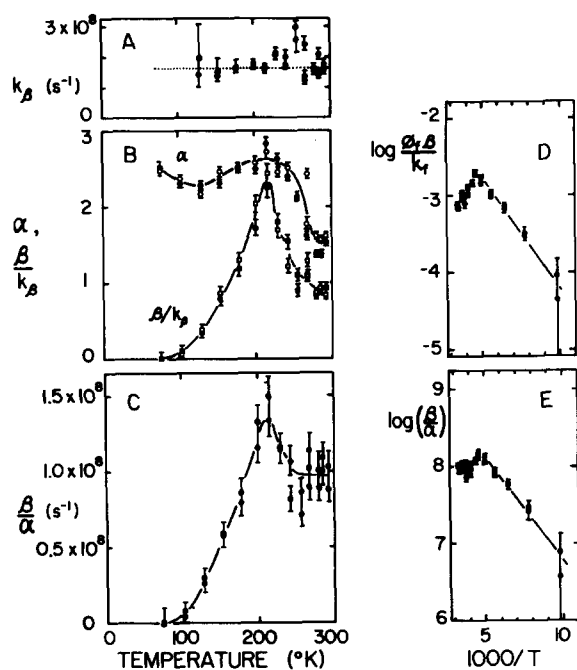 3 × 10⁸
A
k_β (s⁻¹)
0
3
B
α
2
α,
β/k_β
1
β/k_β
0
1.5 × 10⁸
C
1.0 × 10⁸
β/α (s⁻¹)
0.5 × 10⁸
0
0 100 200 300
TEMPERATURE (°K)
-2
D
log ϕ_f β/k_f
-3
-4
-5
9
E
log(β/α)
8
7
6
5 10
1000/T